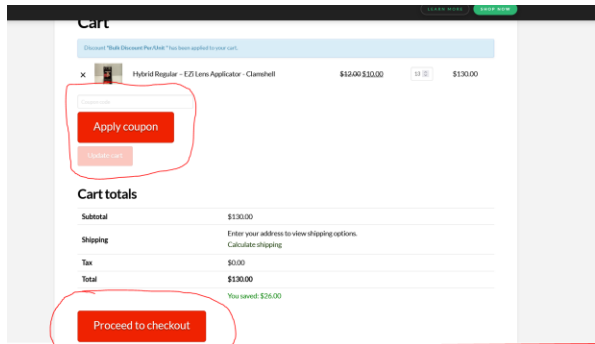 LEARN MORE SHOP NOW
Cart
Discount "Bulk Discount Per/Unit" has been applied to your cart.
× Hybrid Regular – EZi Lens Applicator - Clamshell $12.00 $10.00 13 $130.00
Coupon code
Apply coupon
Update cart
Cart totals
Subtotal $130.00
Shipping Enter your address to view shipping options.
Calculate shipping
Tax $0.00
Total $130.00
You saved: $26.00
Proceed to checkout